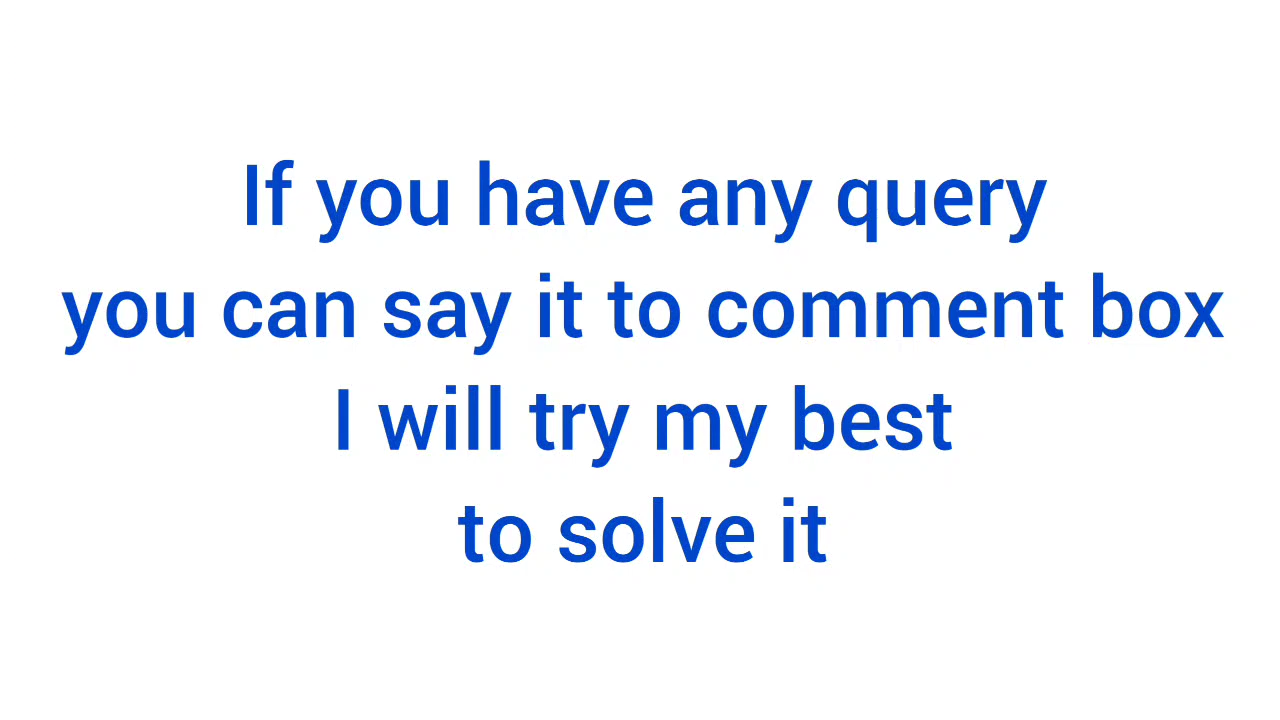 If you have any query
you can say it to comment box
I will try my best
to solve it